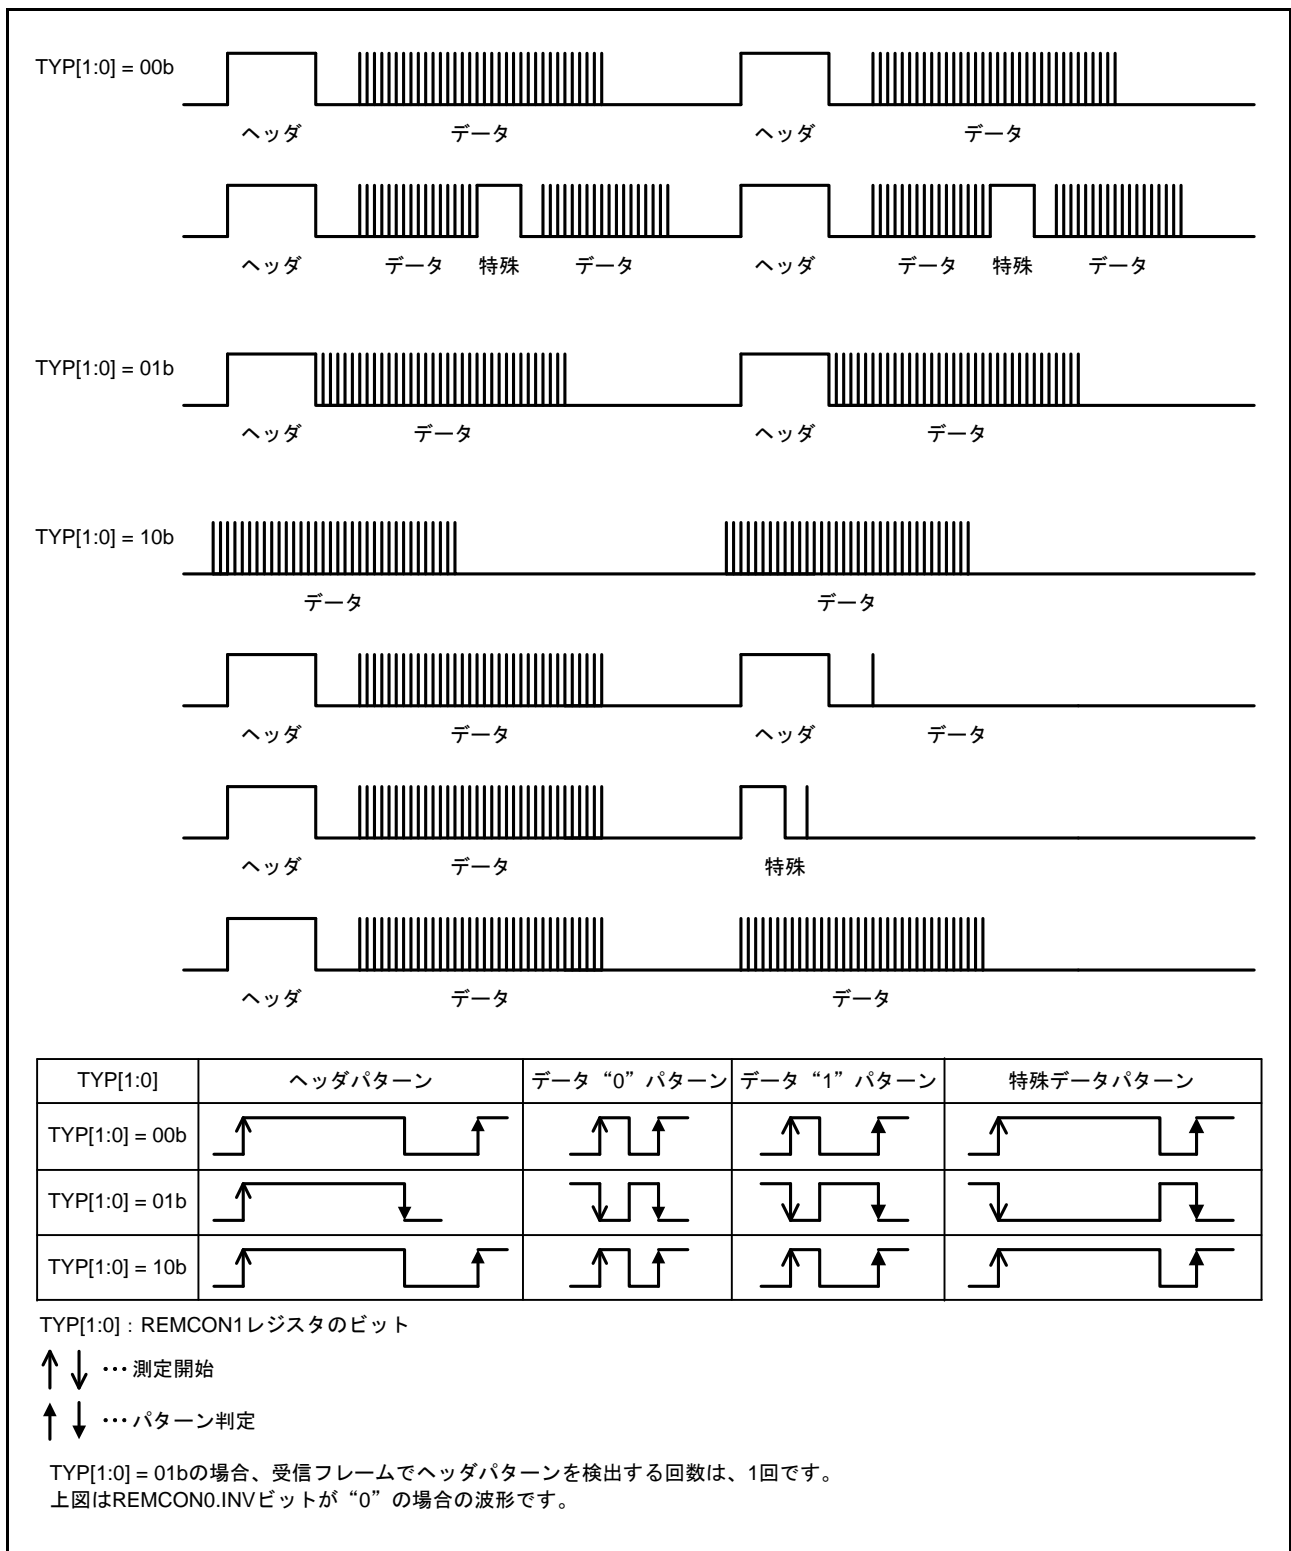 TYP[1:0] = 00b
ヘッダ データ ヘッダ データ
ヘッダ データ 特殊 データ ヘッダ データ 特殊 データ
TYP[1:0] = 01b
ヘッダ データ ヘッダ データ
TYP[1:0] = 10b
データ データ
ヘッダ データ ヘッダ データ
ヘッダ データ 特殊
ヘッダ データ データ
TYP[1:0] ヘッダパターン データ“0”パターン データ“1”パターン 特殊データパターン
TYP[1:0] = 00b
TYP[1:0] = 01b
TYP[1:0] = 10b
TYP[1:0]：REMCON1レジスタのビット
…測定開始
…パターン判定
TYP[1:0] = 01bの場合、受信フレームでヘッダパターンを検出する回数は、1回です。
上図はREMCON0.INVビットが“0”の場合の波形です。